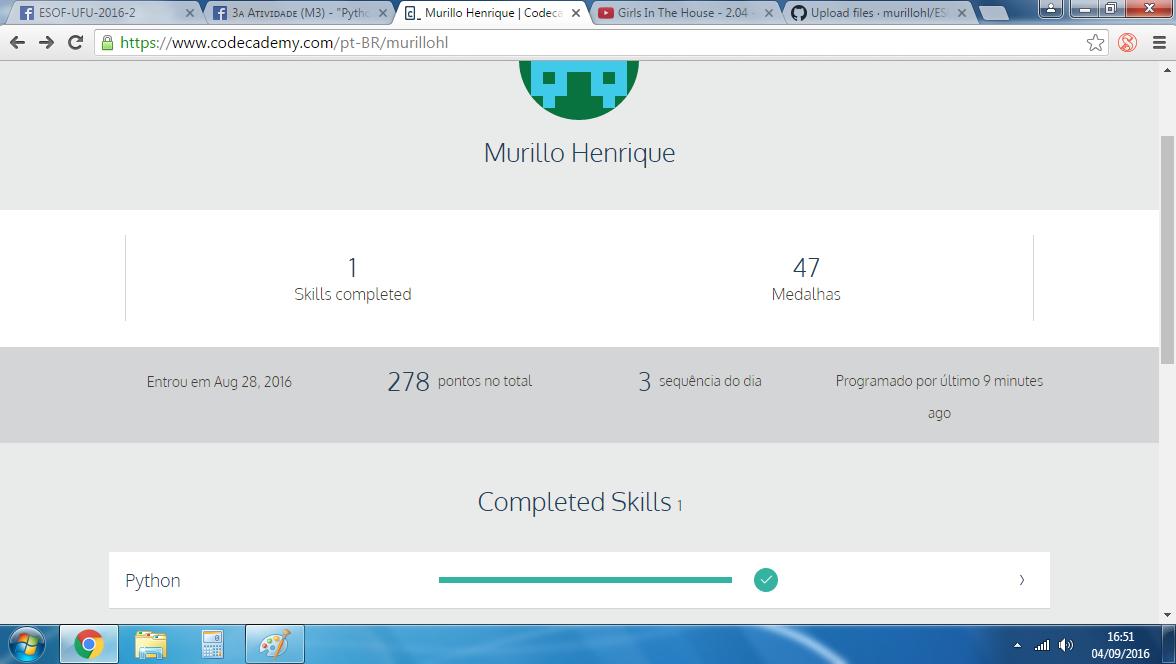 ESOF-UFU-2016-2
3a Atividade (M3) - "Pytho
Murillo Henrique | Codeca
Girls In The House - 2.04 -
Upload files · murillohl/ES
https://www.codecademy.com/pt-BR/murillohl
Murillo Henrique
1
Skills completed
47
Medalhas
Entrou em Aug 28, 2016
278 pontos no total
3 sequência do dia
Programado por último 9 minutes
ago
Completed Skills 1
Python
16:51
04/09/2016